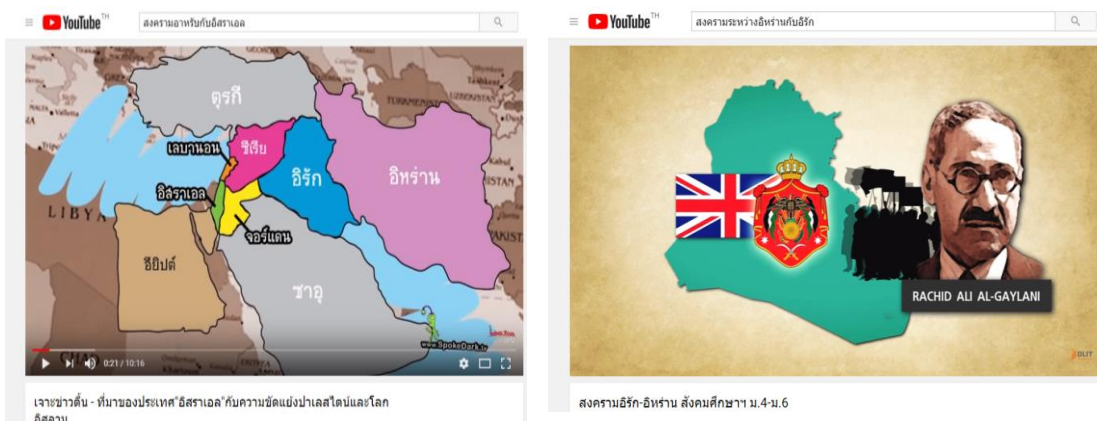 YouTube TH
สงครามอาหรับกับอิสราเอล
ตุรกี
เลบานอน
ซีเรีย
อิสราเอล
อิรัก
อิหร่าน
จอร์แดน
LIBYA
อียิปต์
ซาอุ
www.SpokeDark.tv
CHAD
0:21 / 10:16
เจาะข่าวตื้น - ที่มาของประเทศ"อิสราเอล"กับความขัดแย้งปาเลสไตน์และโลก
อิสลาม
YouTube TH
สงครามระหว่างอิหร่านกับอิรัก
RACHID ALI AL-GAYLANI
DLIT
สงครามอิรัก-อิหร่าน สังคมศึกษาฯ ม.4-ม.6